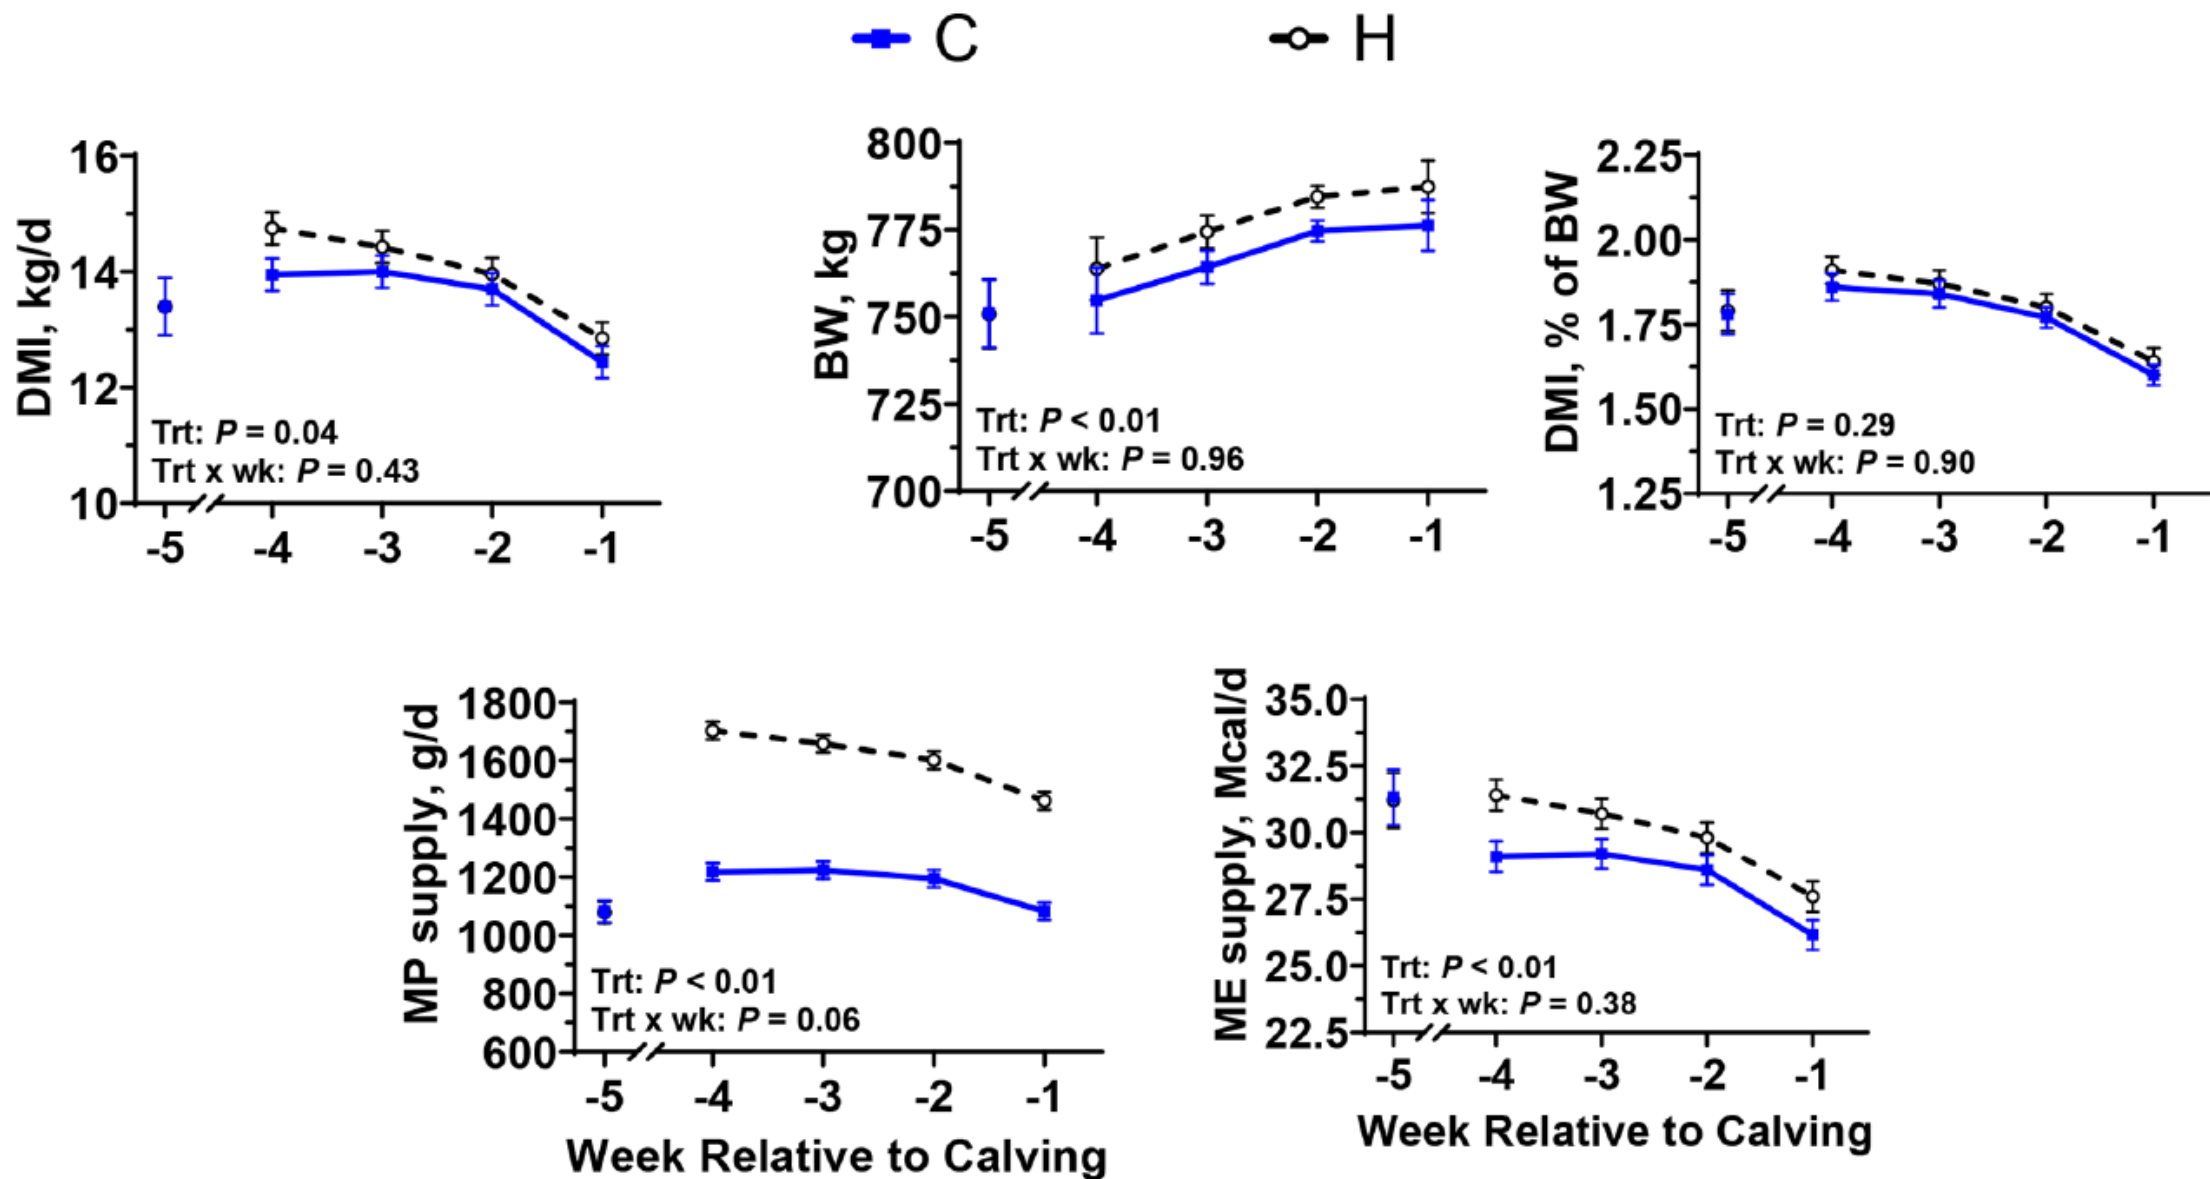 C
H
DMI, kg/d
16
14
12
10
Trt: P = 0.04
Trt x wk: P = 0.43
-5 -4 -3 -2 -1
BW, kg
800
775
750
725
700
Trt: P < 0.01
Trt x wk: P = 0.96
-5 -4 -3 -2 -1
DMI, % of BW
2.25
2.00
1.75
1.50
1.25
Trt: P = 0.29
Trt x wk: P = 0.90
-5 -4 -3 -2 -1
MP supply, g/d
1800
1600
1400
1200
1000
800
600
Trt: P < 0.01
Trt x wk: P = 0.06
-5 -4 -3 -2 -1
Week Relative to Calving
ME supply, Mcal/d
35.0
32.5
30.0
27.5
25.0
22.5
Trt: P < 0.01
Trt x wk: P = 0.38
-5 -4 -3 -2 -1
Week Relative to Calving